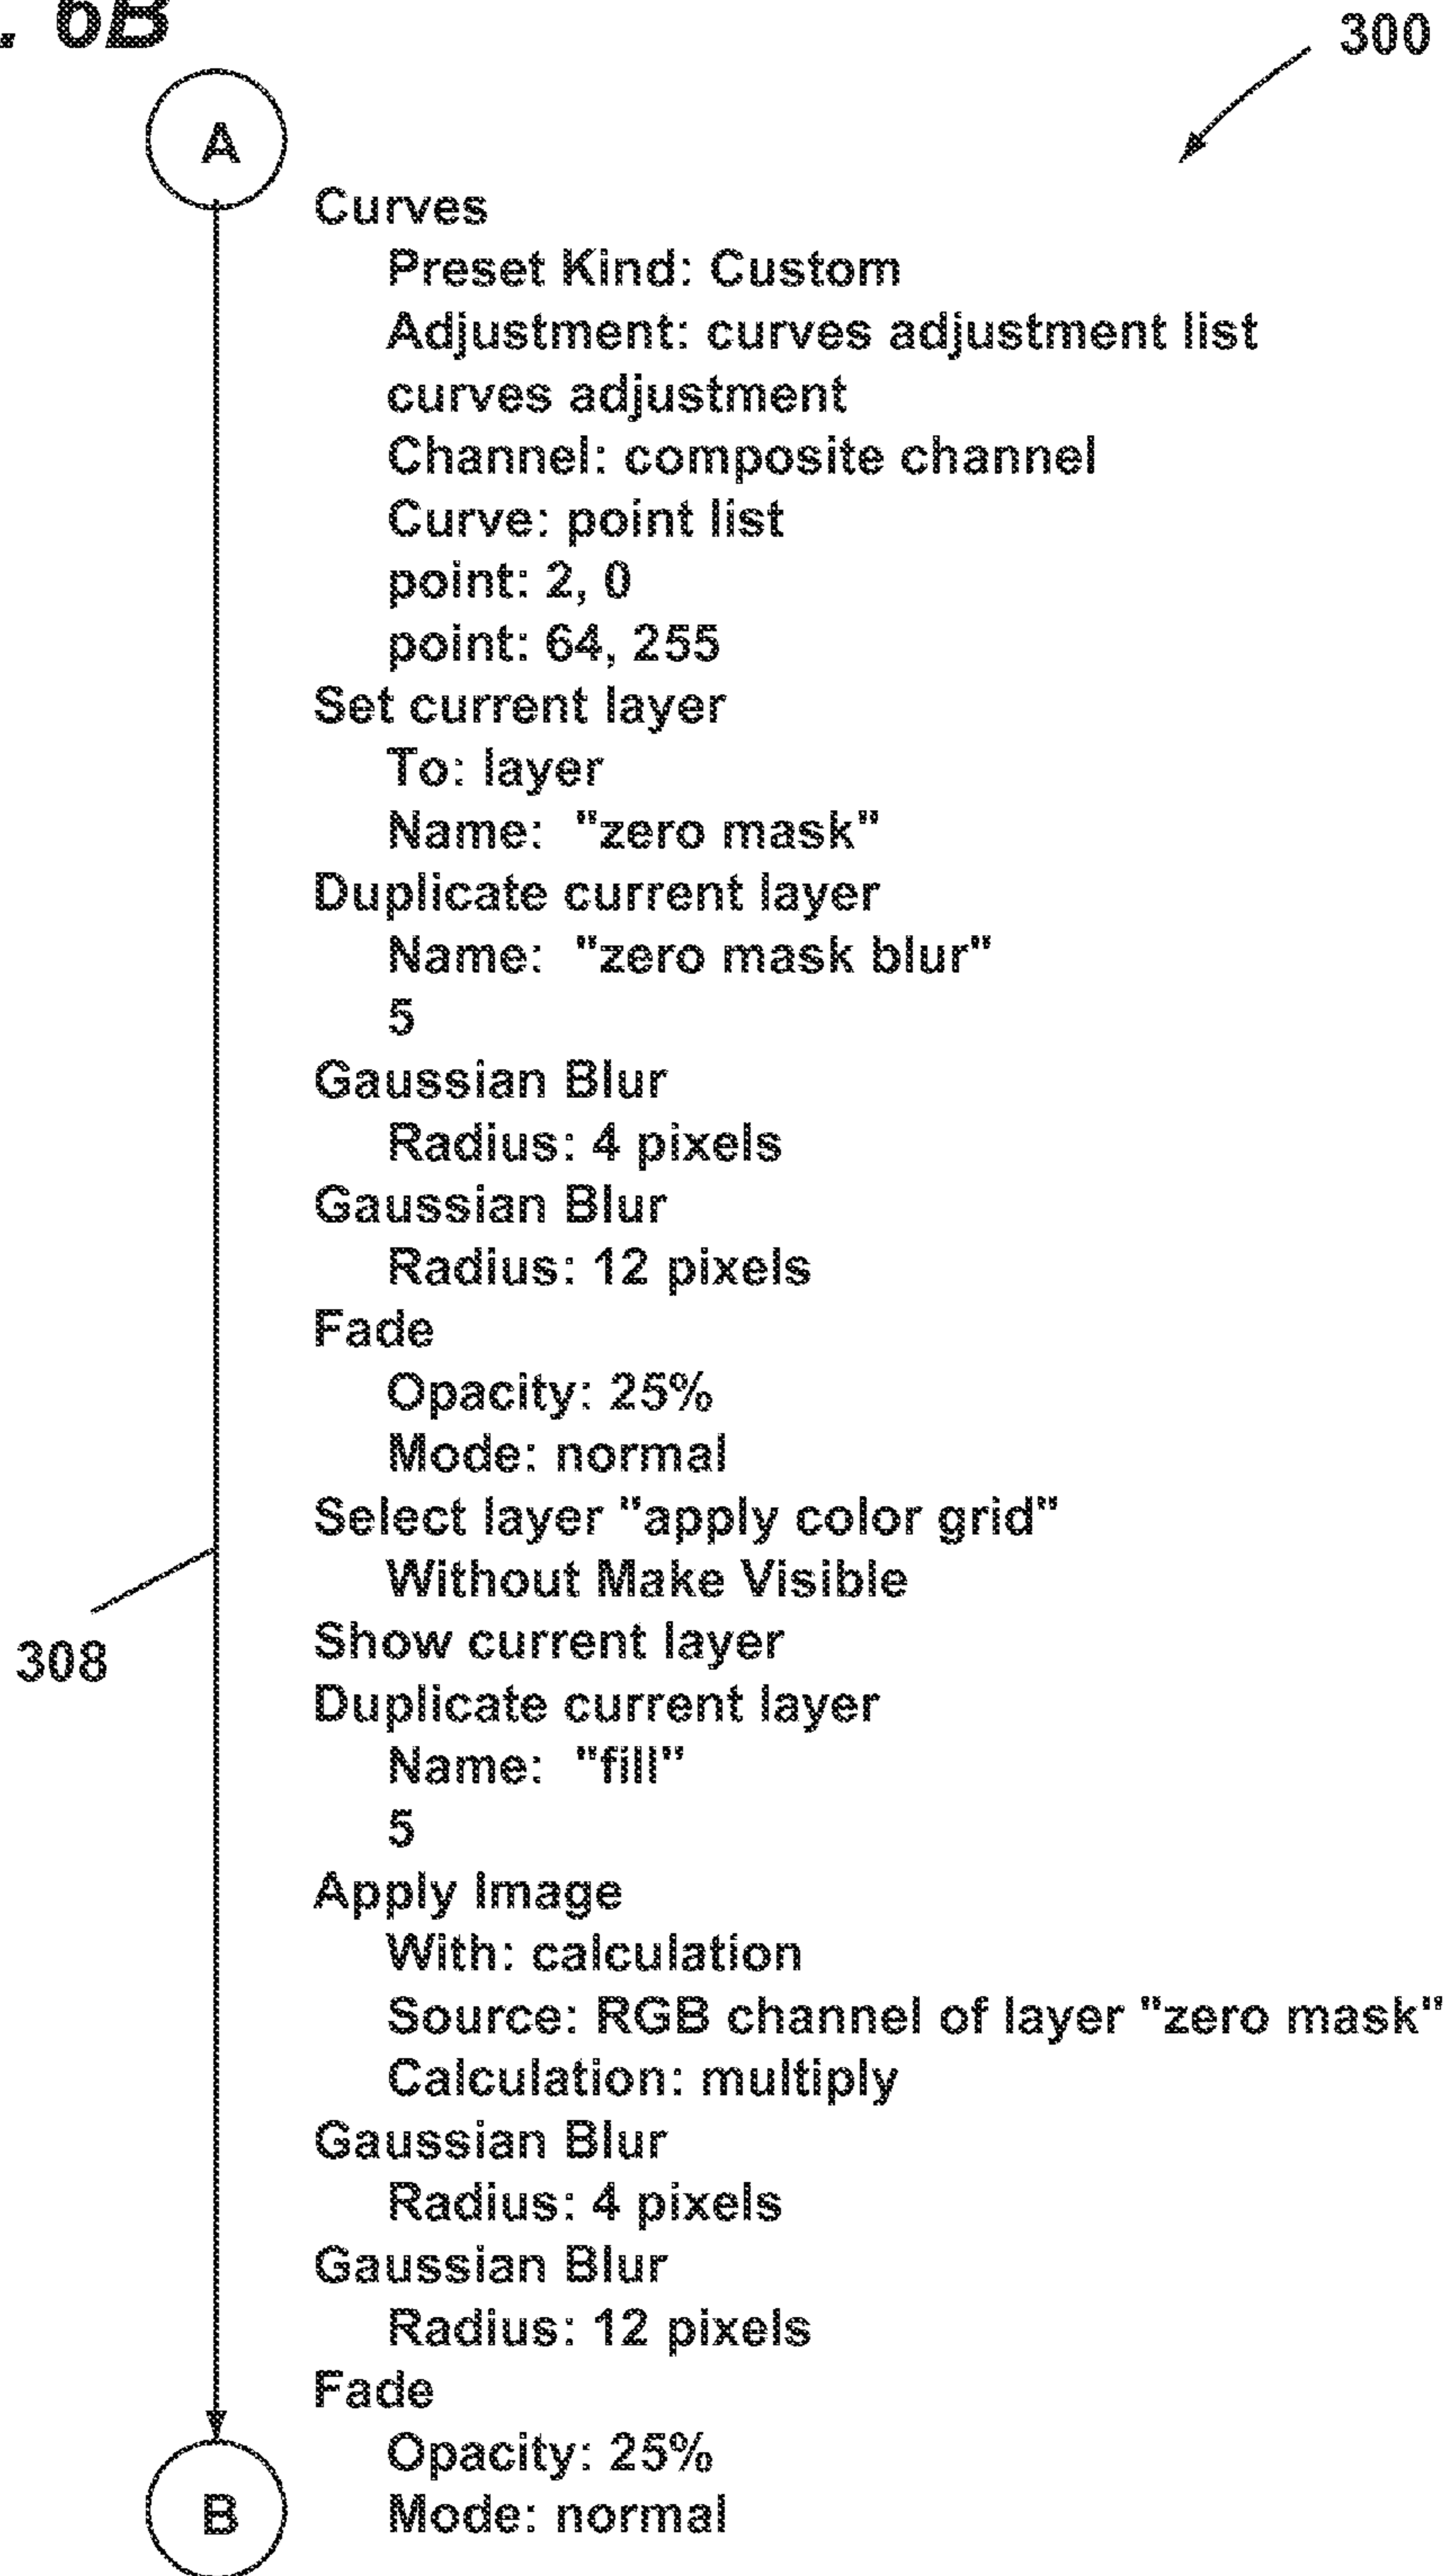 . 6B
300
A
Curves
Preset Kind: Custom
Adjustment: curves adjustment list
curves adjustment
Channel: composite channel
Curve: point list
point: 2, 0
point: 64, 255
Set current layer
To: layer
Name: "zero mask"
Duplicate current layer
Name: "zero mask blur"
5
Gaussian Blur
Radius: 4 pixels
Gaussian Blur
Radius: 12 pixels
Fade
Opacity: 25%
Mode: normal
Select layer "apply color grid"
Without Make Visible
308
Show current layer
Duplicate current layer
Name: "fill"
5
Apply Image
With: calculation
Source: RGB channel of layer "zero mask"
Calculation: multiply
Gaussian Blur
Radius: 4 pixels
Gaussian Blur
Radius: 12 pixels
Fade
Opacity: 25%
Mode: normal
B